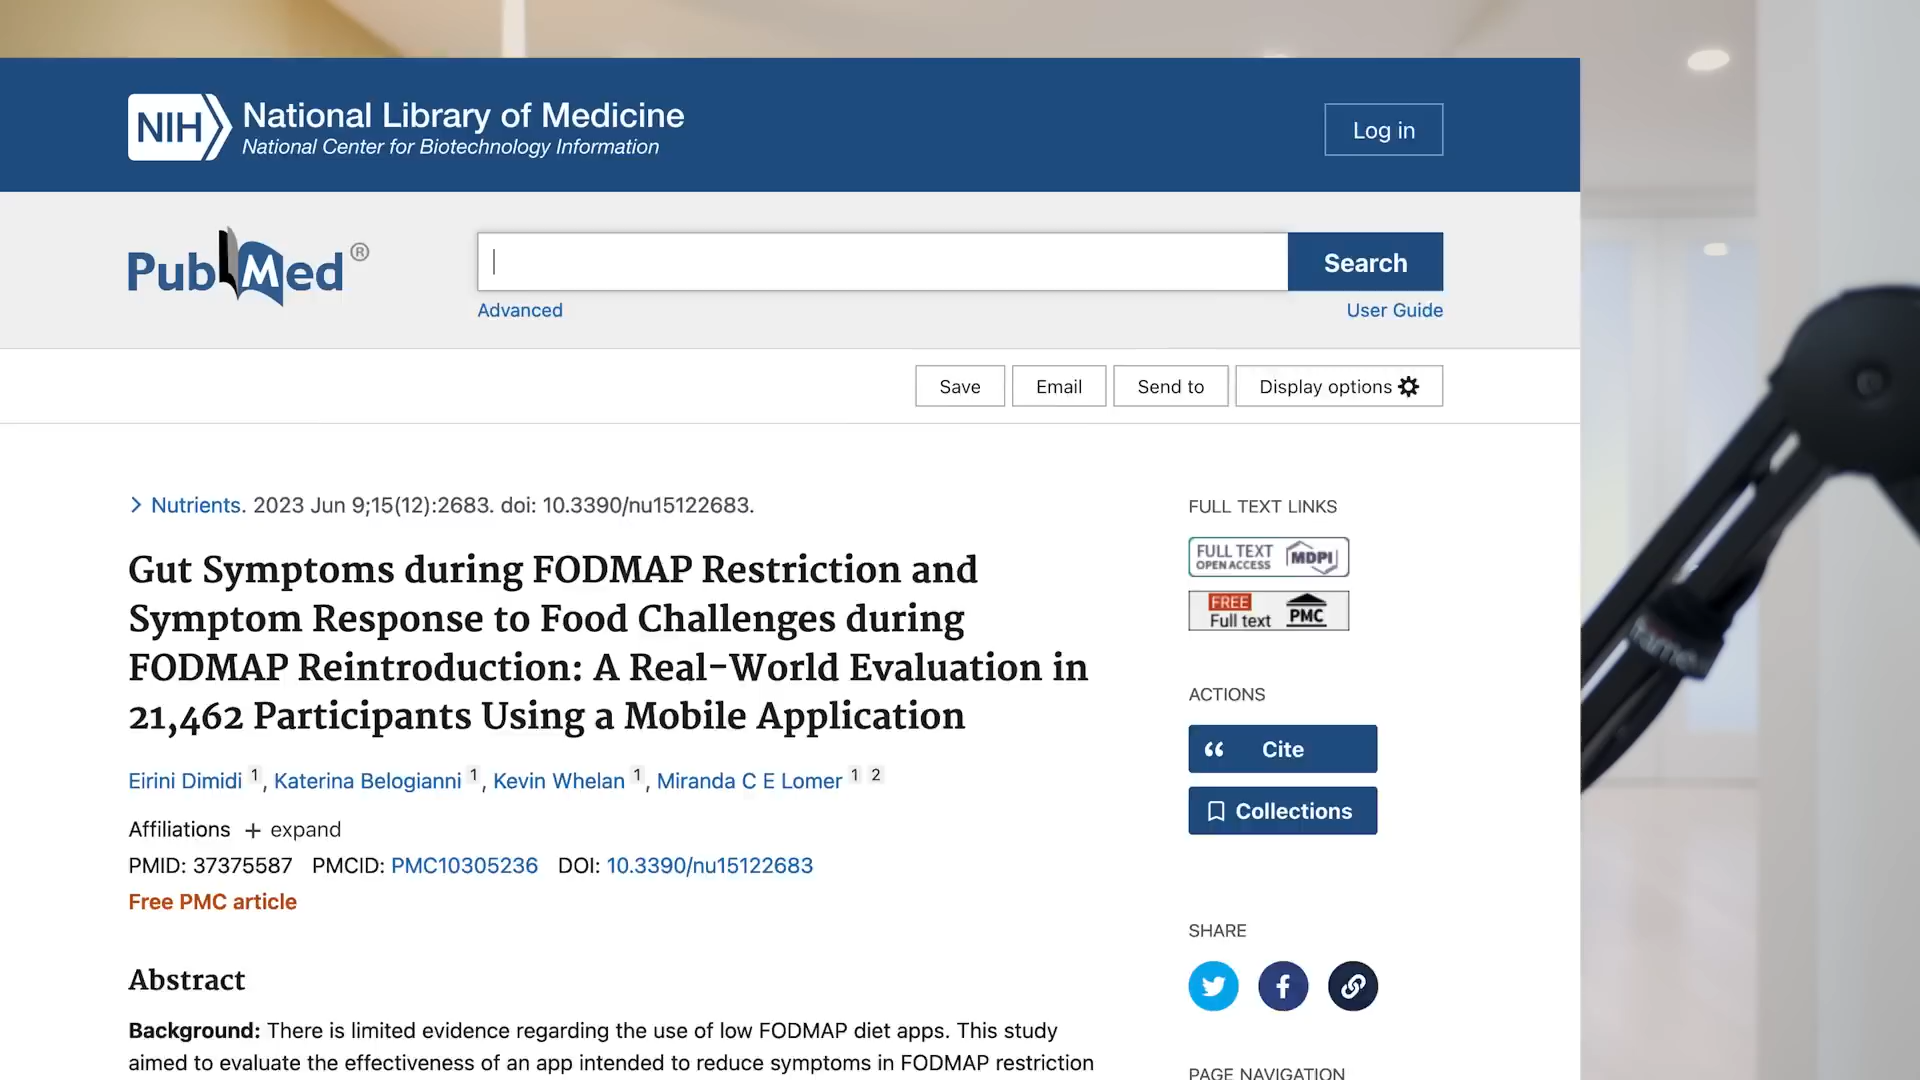 NIH National Library of Medicine
National Center for Biotechnology Information
Log in
PubMed®
Search
Advanced
User Guide
Save
Email
Send to
Display options
Nutrients. 2023 Jun 9;15(12):2683. doi: 10.3390/nu15122683.
Gut Symptoms during FODMAP Restriction and
Symptom Response to Food Challenges during
FODMAP Reintroduction: A Real-World Evaluation in
21,462 Participants Using a Mobile Application
Eirini Dimidi 1, Katerina Belogianni 1, Kevin Whelan 1, Miranda C E Lomer 1 2
Affiliations + expand
PMID: 37375587 PMCID: PMC10305236 DOI: 10.3390/nu15122683
Free PMC article
Abstract
Background: There is limited evidence regarding the use of low FODMAP diet apps. This study
aimed to evaluate the effectiveness of an app intended to reduce symptoms in FODMAP restriction
FULL TEXT LINKS
FULL TEXT
OPEN ACCESS
MDPI
FREE
Full text
PMC
ACTIONS
Cite
Collections
SHARE
PAGE NAVIGATION